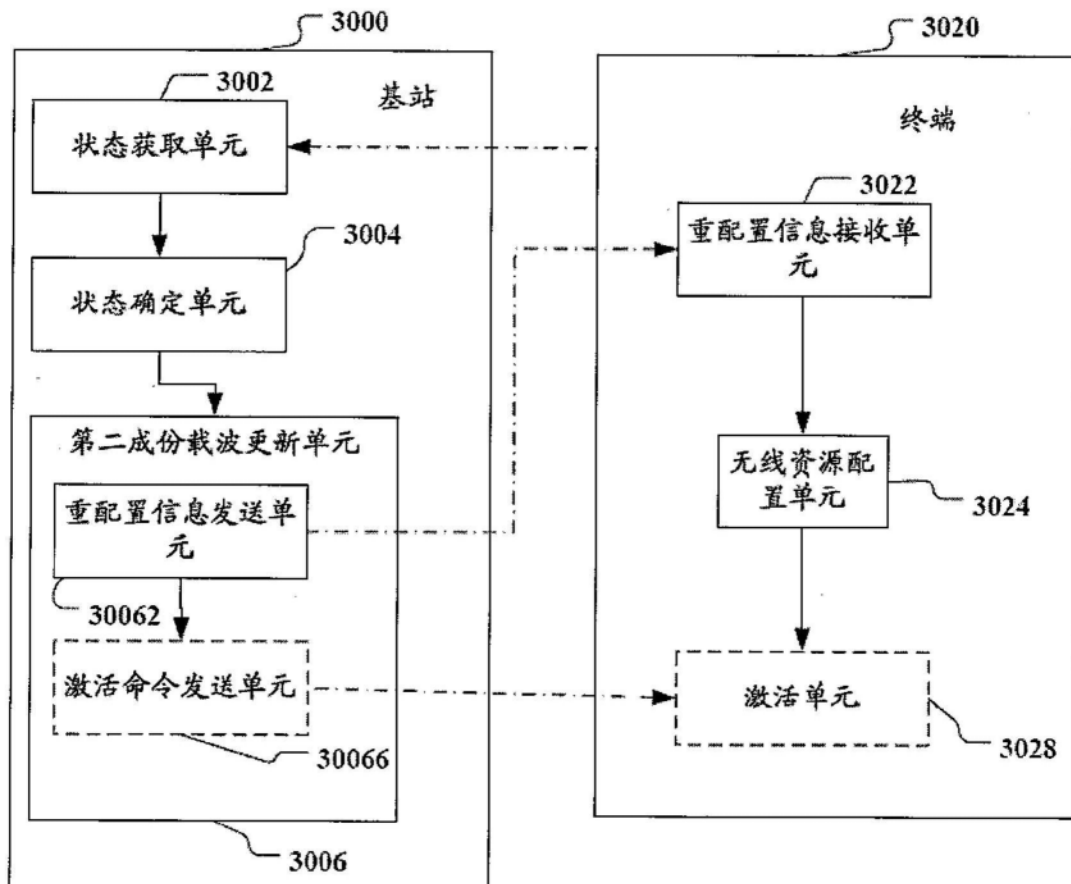 3000
3020
3002
基站
状态获取单元
终端
3022
重配置信息接收单
元
3004
状态确定单元
第二成份载波更新单元
无线资源配
置单元
3024
重配置信息发送单
元
30062
激活命令发送单元
激活单元
30066
3028
3006